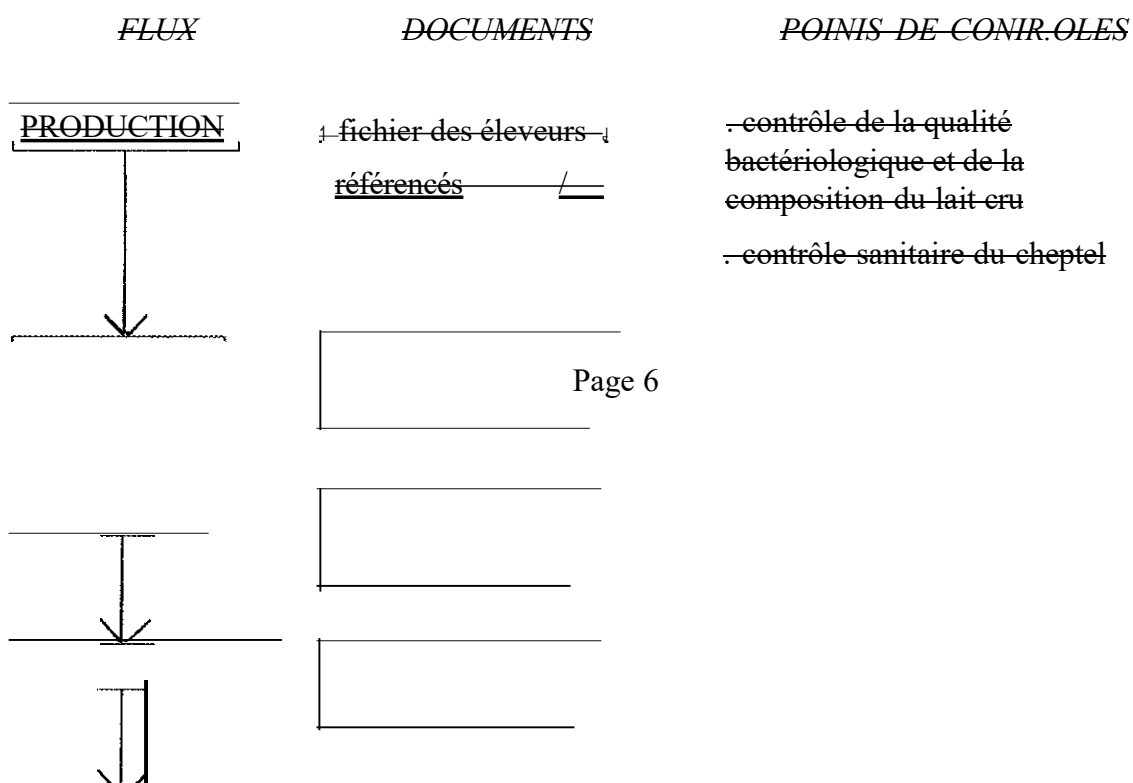 FLUX DOCUMENTS POINIS DE CONIR.OLES
PRODUCTION
fichier des éleveurs
référencés /
. contrôle de la qualité
bactériologique et de la
composition du lait cru
. contrôle sanitaire du cheptel
Page 6